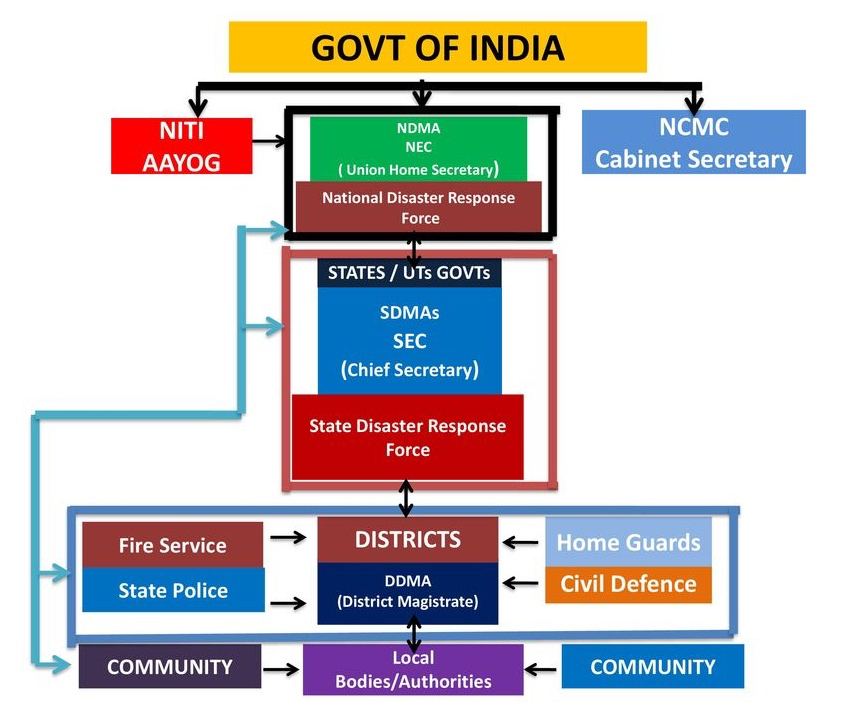 GOVT OF INDIA
NITI
AAYOG
NDMA
NEC
( Union Home Secretary)
National Disaster Response
Force
NCMC
Cabinet Secretary
STATES / UTs GOVTs
SDMAs
SEC
(Chief Secretary)
State Disaster Response
Force
Fire Service
State Police
DISTRICTS
DDMA
(District Magistrate)
Home Guards
Civil Defence
COMMUNITY
Local
Bodies/Authorities
COMMUNITY